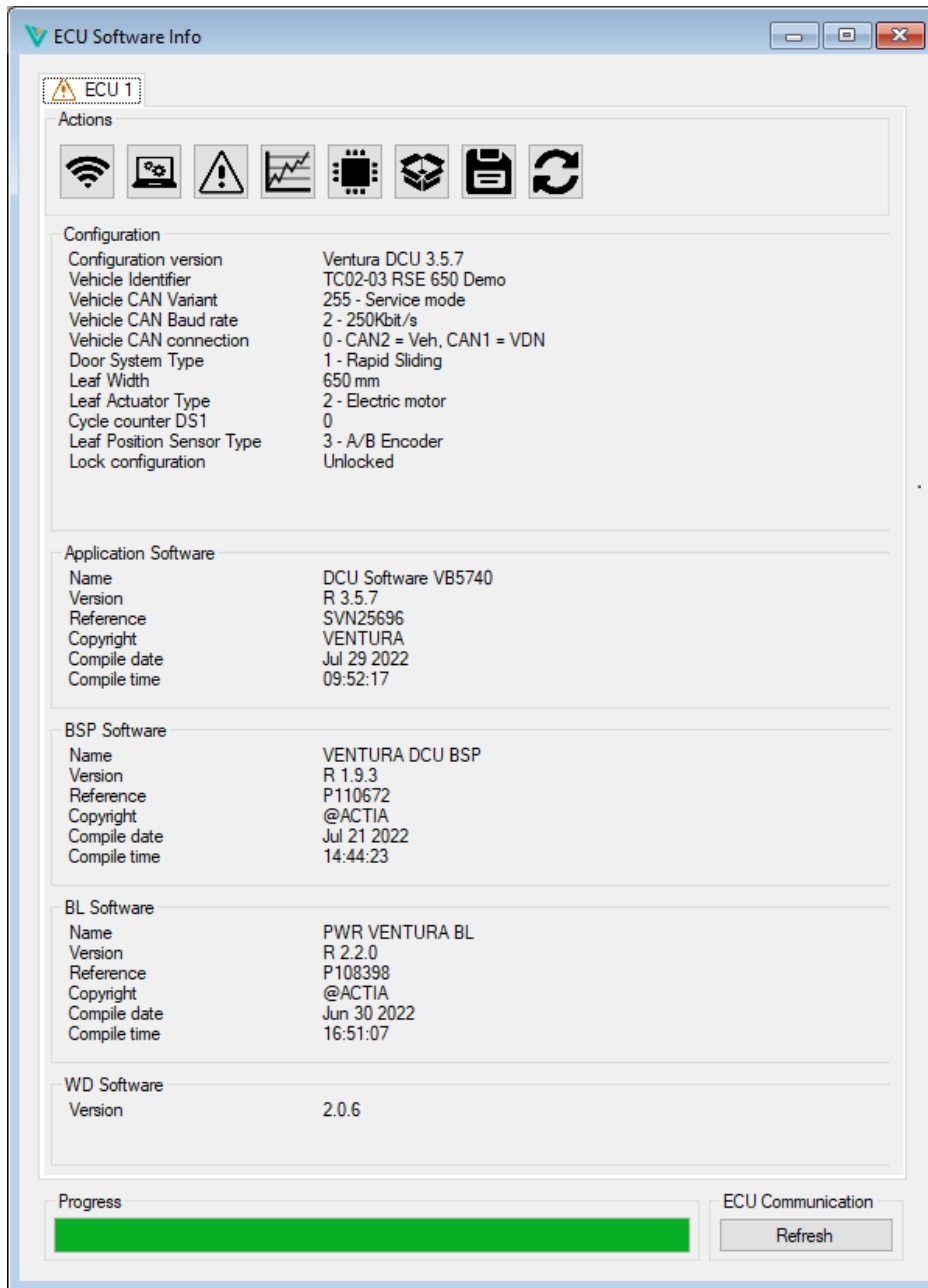 ECU Software Info
ECU 1
Actions
Configuration
Configuration version Ventura DCU 3.5.7
Vehicle Identifier TC02-03 RSE 650 Demo
Vehicle CAN Variant 255 - Service mode
Vehicle CAN Baud rate 2 - 250Kbit/s
Vehicle CAN connection 0 - CAN2 = Veh, CAN1 = VDN
Door System Type 1 - Rapid Sliding
Leaf Width 650 mm
Leaf Actuator Type 2 - Electric motor
Cycle counter DS1 0
Leaf Position Sensor Type 3 - A/B Encoder
Lock configuration Unlocked
Application Software
Name DCU Software VB5740
Version R 3.5.7
Reference SVN25696
Copyright VENTURA
Compile date Jul 29 2022
Compile time 09:52:17
BSP Software
Name VENTURA DCU BSP
Version R 1.9.3
Reference P110672
Copyright @ACTIA
Compile date Jul 21 2022
Compile time 14:44:23
BL Software
Name PWR VENTURA BL
Version R 2.2.0
Reference P108398
Copyright @ACTIA
Compile date Jun 30 2022
Compile time 16:51:07
WD Software
Version 2.0.6
Progress
ECU Communication
Refresh